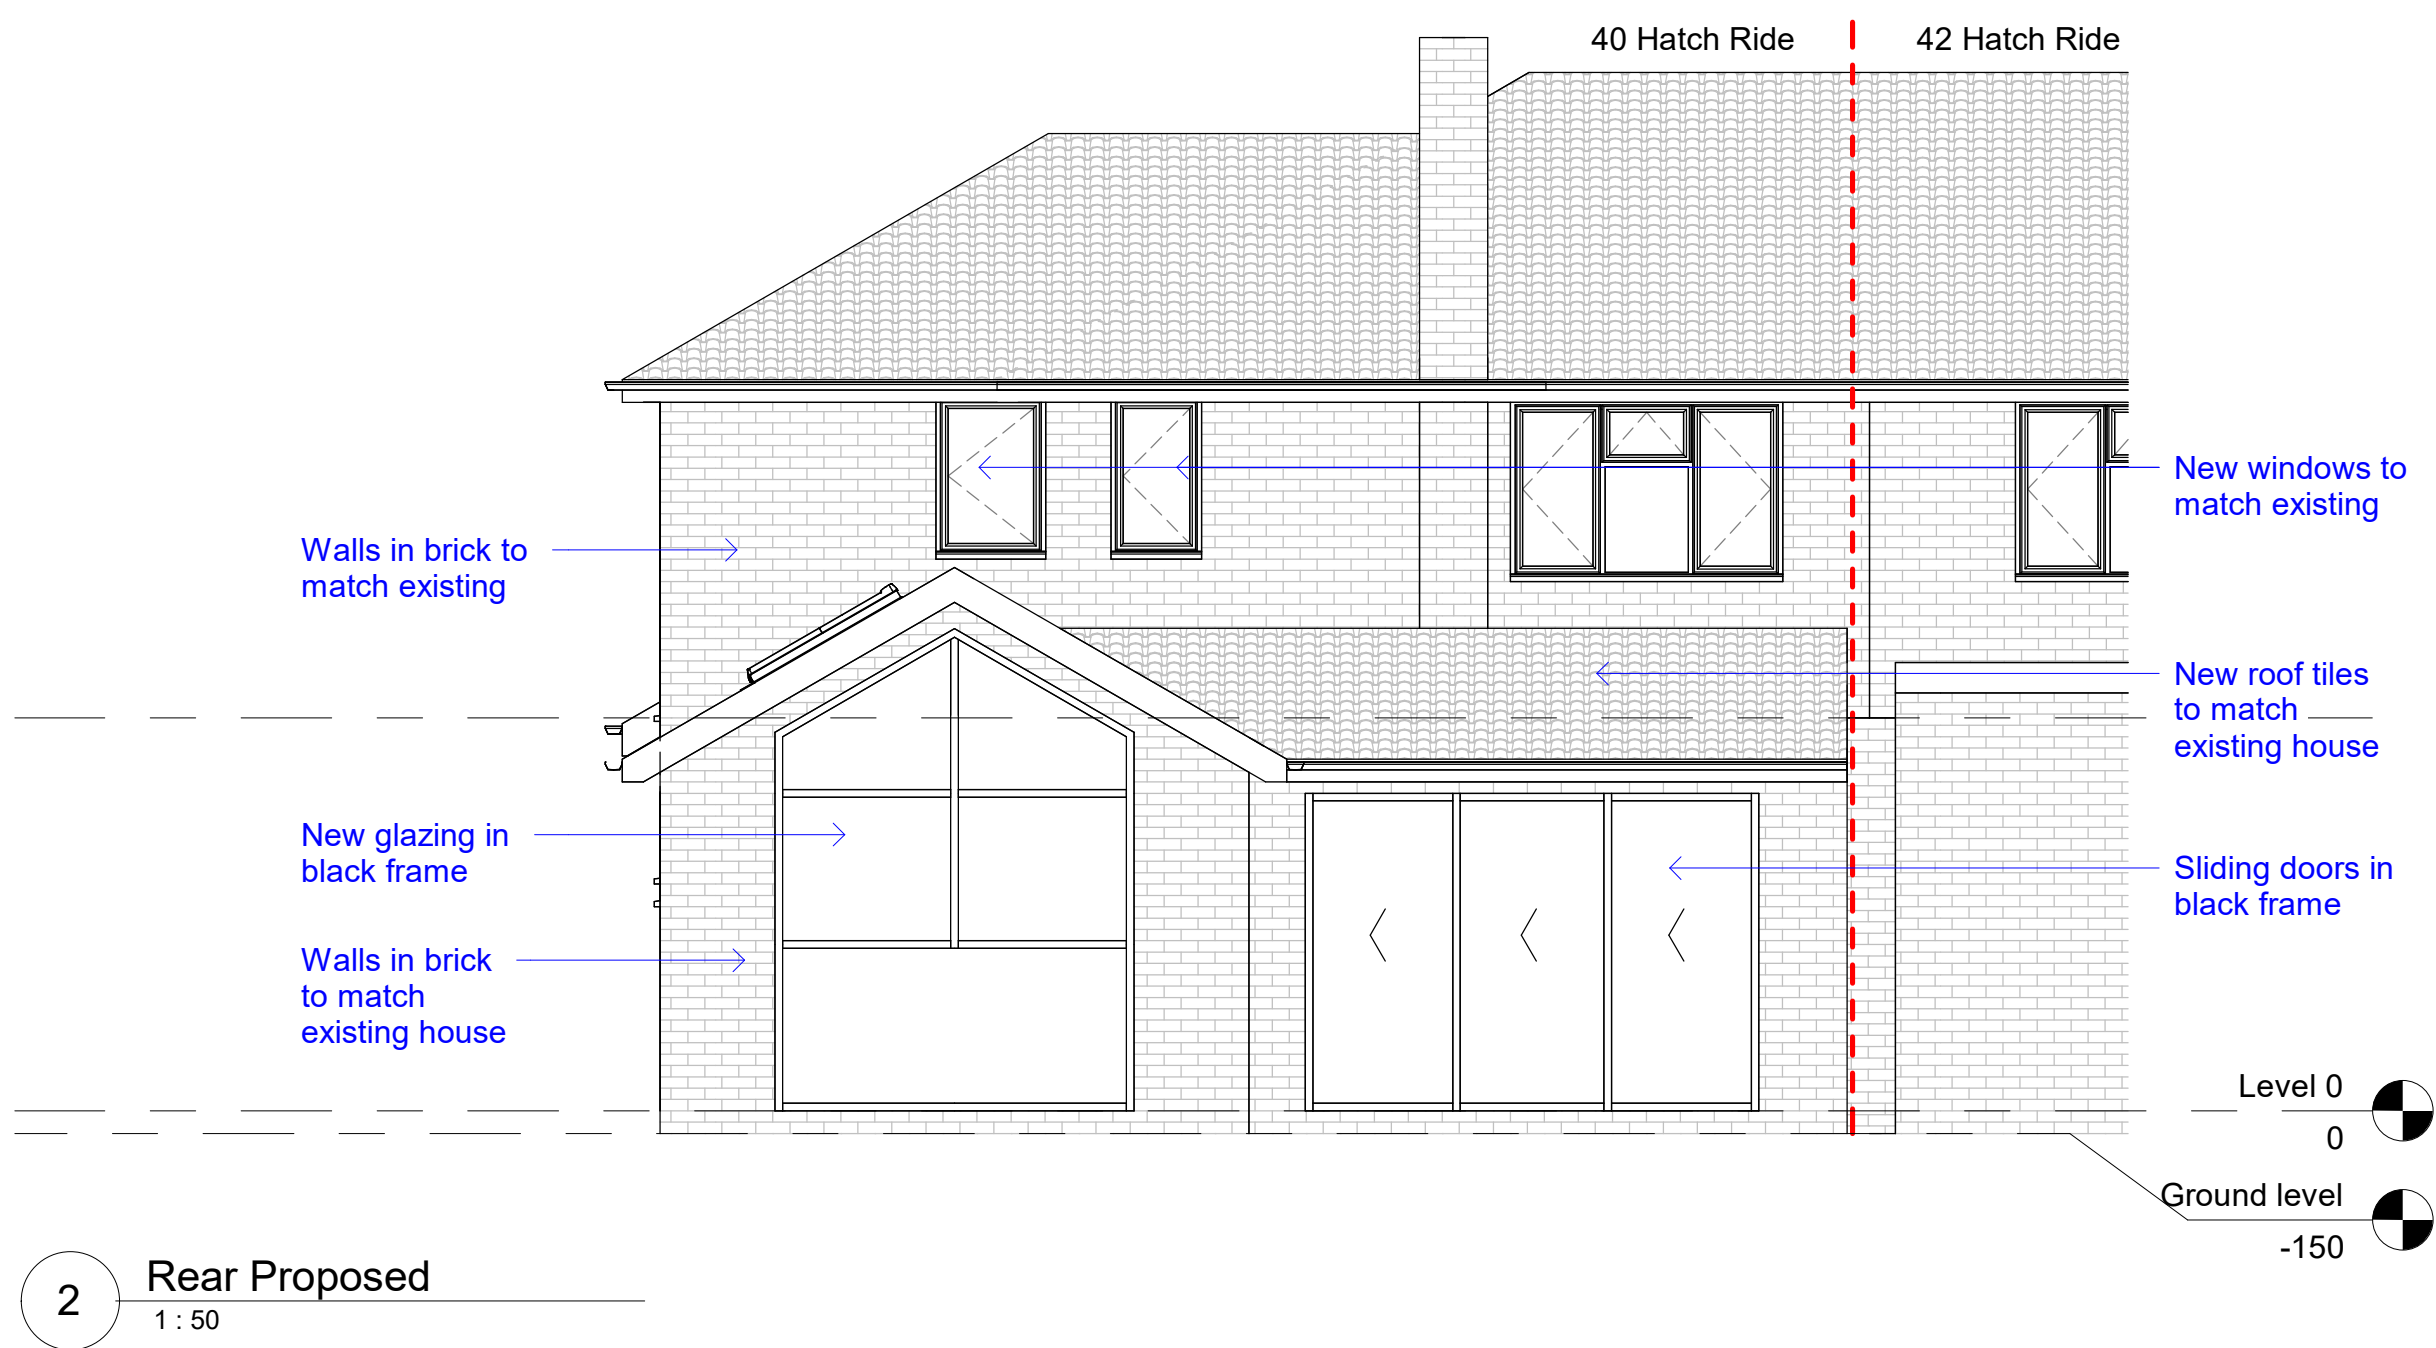 40 Hatch Ride
42 Hatch Ride
New windows to
match existing
Walls in brick to
match existing
New roof tiles
to match
existing house
New glazing in
black frame
Sliding doors in
black frame
Walls in brick
to match
existing house
Level 0
0
Ground level
-150
2
Rear Proposed
1 : 50